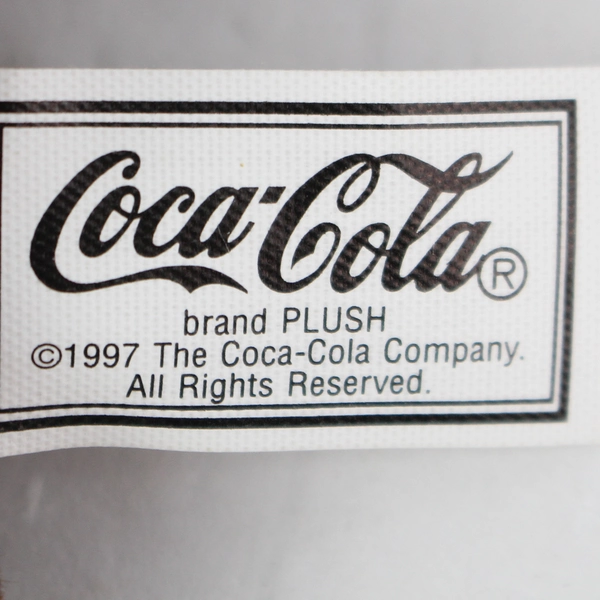 Coca-Cola®
brand PLUSH
©1997 The Coca-Cola Company.
All Rights Reserved.